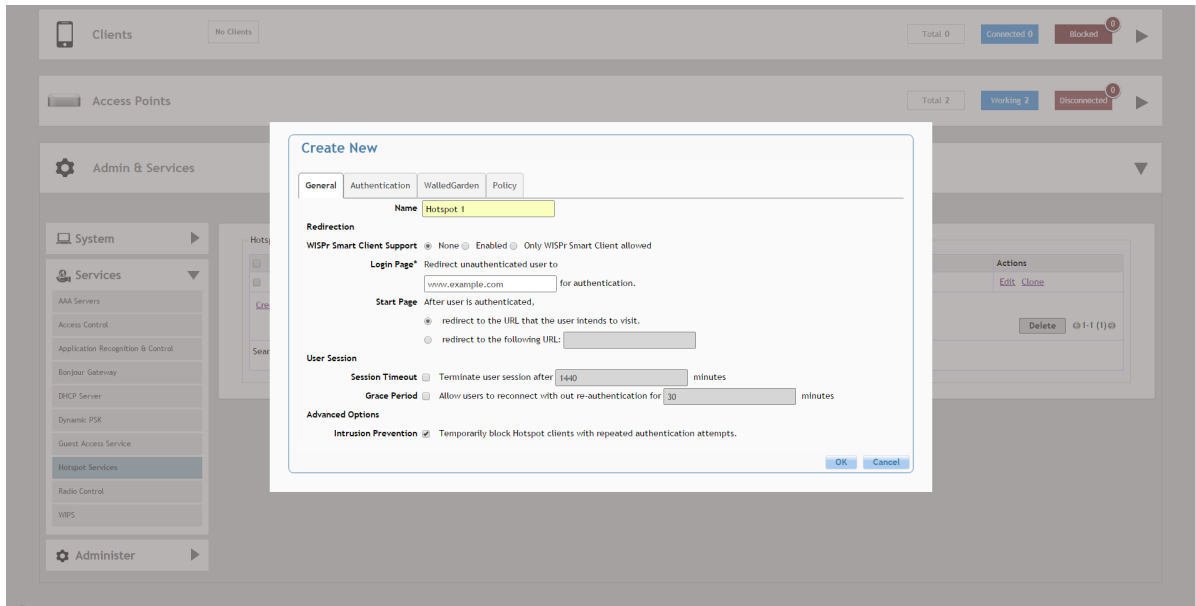 Clients
No Clients
Total 0
Connected 0
Blocked
0
Access Points
Total 2
Working 2
Disconnected
0
Admin & Services
System
Services
AAA Servers
Access Control
Application Recognition & Control
Bonjour Gateway
DHCP Server
Dynamic PSK
Guest Access Service
Hotspot Services
Radio Control
WIPS
Administer
Create New
General Authentication WalledGarden Policy
Name Hotspot 1
Redirection
WISPr Smart Client Support None Enabled Only WISPr Smart Client allowed
Login Page* Redirect unauthenticated user to
www.example.com for authentication.
Start Page After user is authenticated,
redirect to the URL that the user intends to visit.
redirect to the following URL:
User Session
Session Timeout Terminate user session after 1440 minutes
Grace Period Allow users to reconnect with out re-authentication for 30 minutes
Advanced Options
Intrusion Prevention Temporarily block Hotspot clients with repeated authentication attempts.
OK Cancel
Hots
Cre
Sear
Actions
Edit Clone
Delete 1-1 (1)